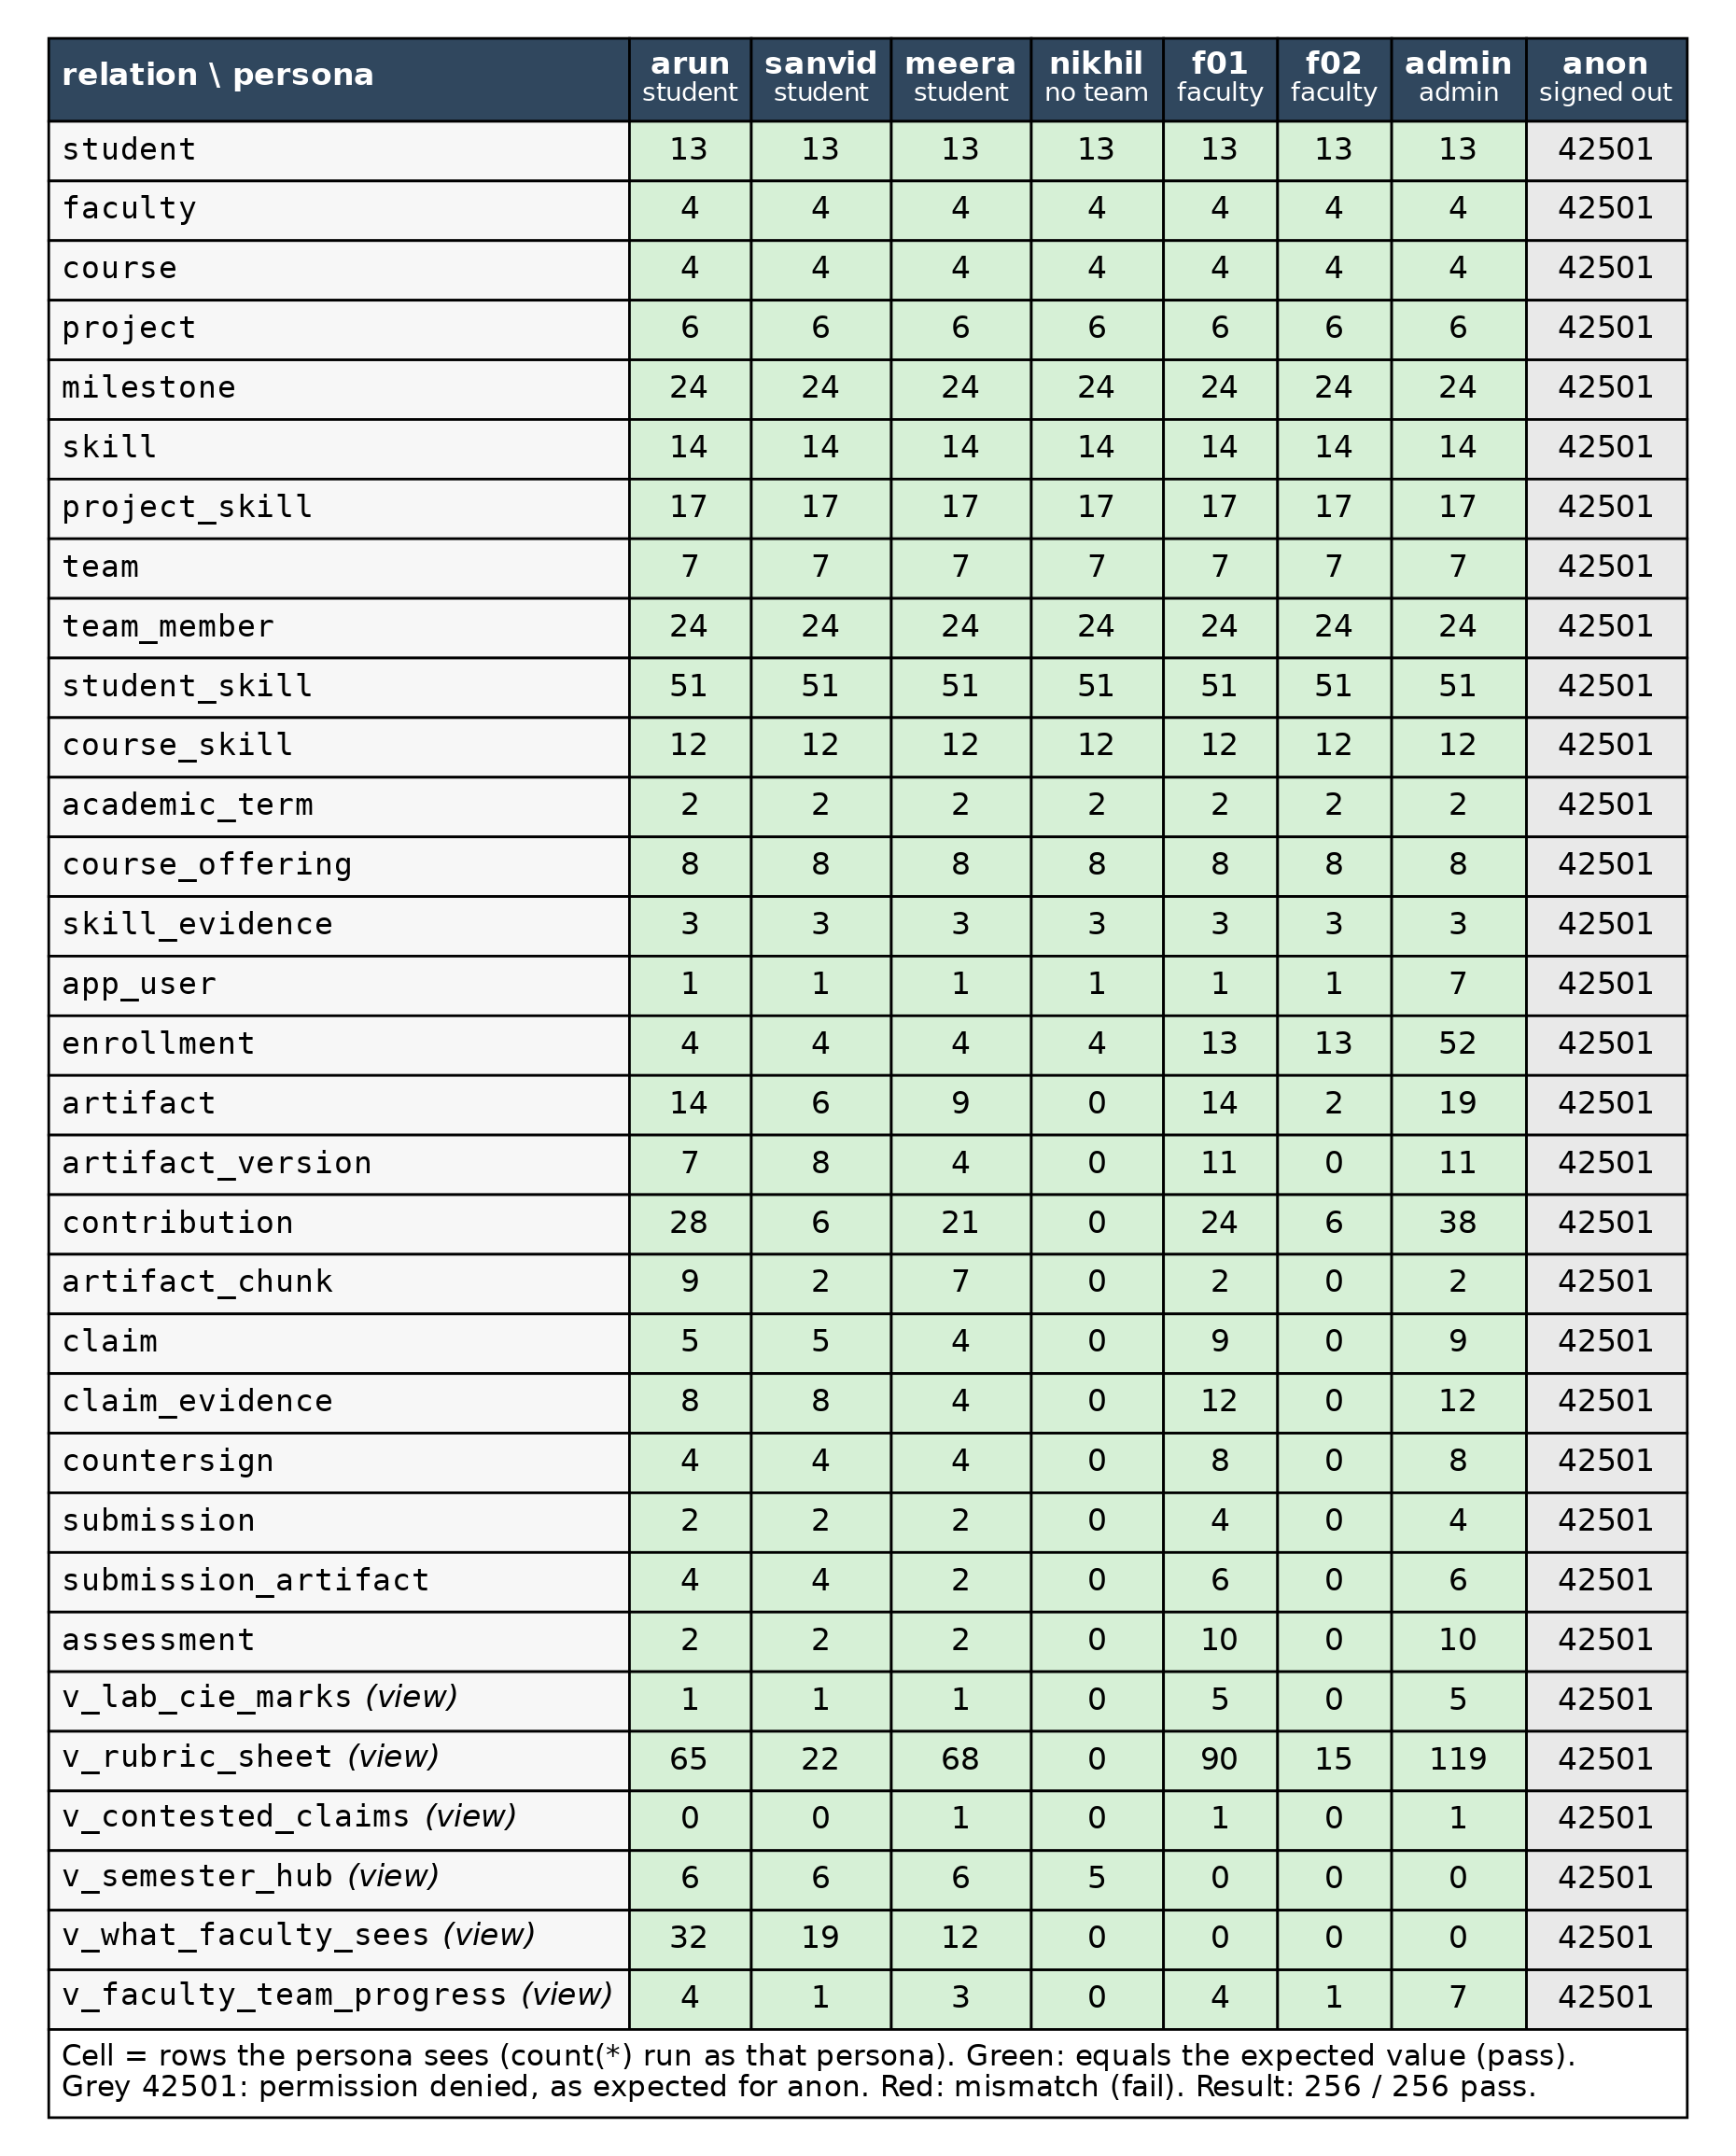 relation \ persona arun sanvid meera nikhil f01 f02 admin anon
student student student no team faculty faculty admin signed out
student 13 13 13 13 13 13 13 42501
faculty 4 4 4 4 4 4 4 42501
course 4 4 4 4 4 4 4 42501
project 6 6 6 6 6 6 6 42501
milestone 24 24 24 24 24 24 24 42501
skill 14 14 14 14 14 14 14 42501
project_skill 17 17 17 17 17 17 17 42501
team 7 7 7 7 7 7 7 42501
team_member 24 24 24 24 24 24 24 42501
student_skill 51 51 51 51 51 51 51 42501
course_skill 12 12 12 12 12 12 12 42501
academic_term 2 2 2 2 2 2 2 42501
course_offering 8 8 8 8 8 8 8 42501
skill_evidence 3 3 3 3 3 3 3 42501
app_user 1 1 1 1 1 1 7 42501
enrollment 4 4 4 4 13 13 52 42501
artifact 14 6 9 0 14 2 19 42501
artifact_version 7 8 4 0 11 0 11 42501
contribution 28 6 21 0 24 6 38 42501
artifact_chunk 9 2 7 0 2 0 2 42501
claim 5 5 4 0 9 0 9 42501
claim_evidence 8 8 4 0 12 0 12 42501
countersign 4 4 4 0 8 0 8 42501
submission 2 2 2 0 4 0 4 42501
submission_artifact 4 4 2 0 6 0 6 42501
assessment 2 2 2 0 10 0 10 42501
v_lab_cie_marks (view) 1 1 1 0 5 0 5 42501
v_rubric_sheet (view) 65 22 68 0 90 15 119 42501
v_contested_claims (view) 0 0 1 0 1 0 1 42501
v_semester_hub (view) 6 6 6 5 0 0 0 42501
v_what_faculty_sees (view) 32 19 12 0 0 0 0 42501
v_faculty_team_progress (view) 4 1 3 0 4 1 7 42501
Cell = rows the persona sees (count(*) run as that persona). Green: equals the expected value (pass).
Grey 42501: permission denied, as expected for anon. Red: mismatch (fail). Result: 256 / 256 pass.